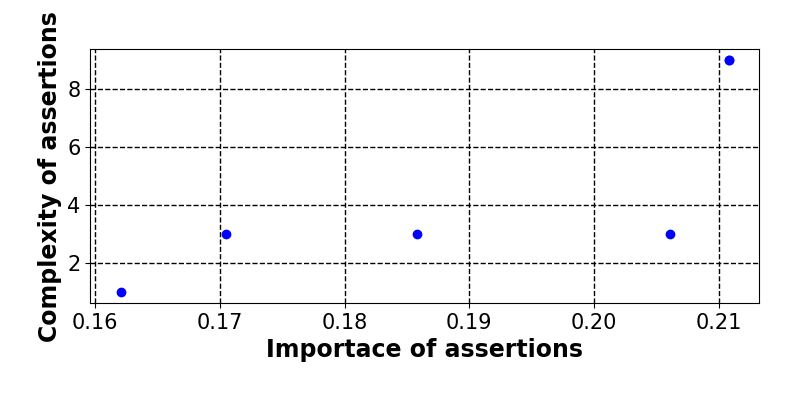 Complexity of assertions
8
6
4
2
0.16 0.17 0.18 0.19 0.20 0.21
Importace of assertions